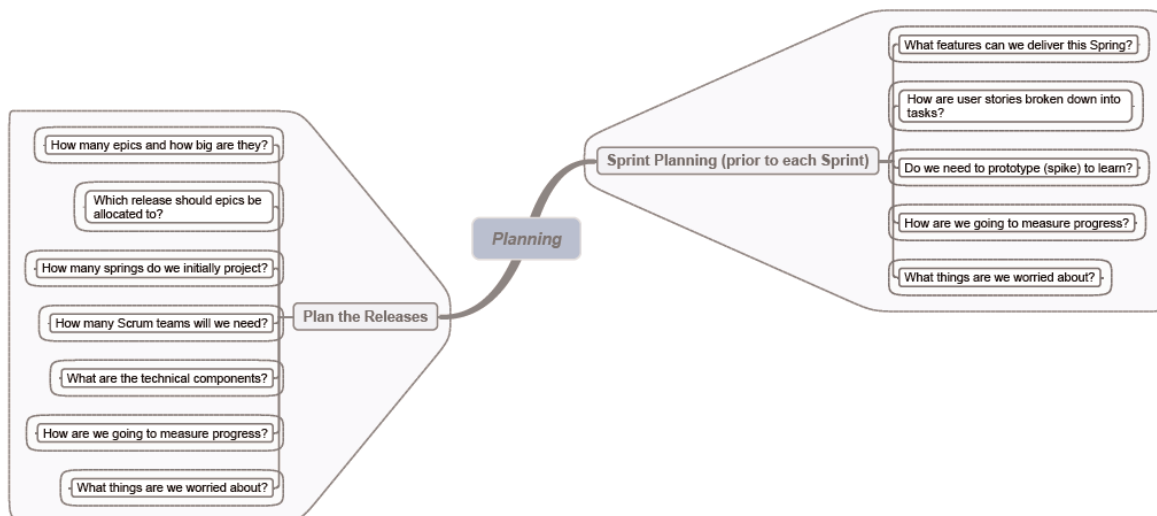 Planning
Plan the Releases
How many epics and how big are they?
Which release should epics be
allocated to?
How many springs do we initially project?
How many Scrum teams will we need?
What are the technical components?
How are we going to measure progress?
What things are we worried about?
Sprint Planning (prior to each Sprint)
What features can we deliver this Spring?
How are user stories broken down into
tasks?
Do we need to prototype (spike) to learn?
How are we going to measure progress?
What things are we worried about?